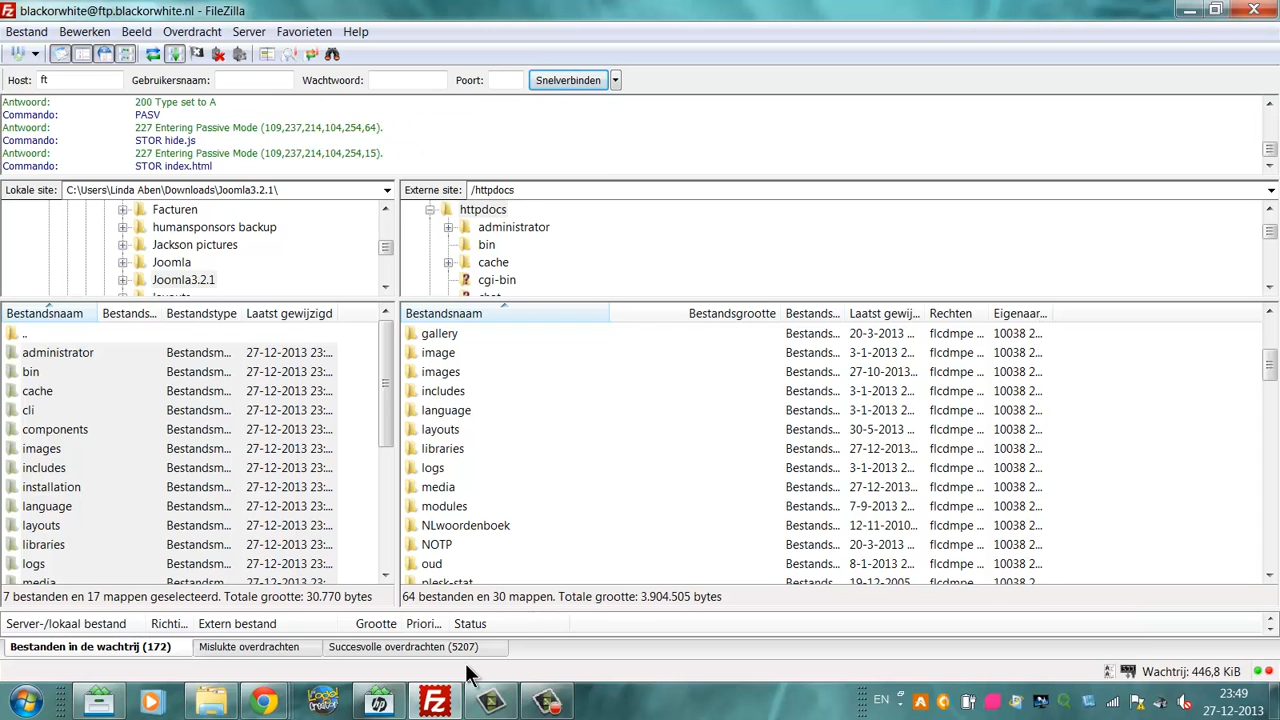 blackorwhite@ftp.blackorwhite.nl - FileZilla
Bestand Bewerken Beeld Overdracht Server Favorieten Help
Host: ft Gebruikersnaam: Wachtwoord: Poort: Snelverbinden
Antwoord: 200 Type set to A
Commando: PASV
Antwoord: 227 Entering Passive Mode (109,237,214,104,254,64).
Commando: STOR hide.js
Antwoord: 227 Entering Passive Mode (109,237,214,104,254,15).
Commando: STOR index.html
Lokale site: C:\Users\Linda Aben\Downloads\Joomla3.2.1\
Facturen
humansponsors backup
Jackson pictures
Joomla
Joomla3.2.1
Externe site: /httpdocs
httpdocs
administrator
bin
cache
cgi-bin
Bestandsnaam Bestands... Bestandstype Laatst gewijzigd
..
administrator Bestandsm... 27-12-2013 23:...
bin Bestandsm... 27-12-2013 23:...
cache Bestandsm... 27-12-2013 23:...
cli Bestandsm... 27-12-2013 23:...
components Bestandsm... 27-12-2013 23:...
images Bestandsm... 27-12-2013 23:...
includes Bestandsm... 27-12-2013 23:...
installation Bestandsm... 27-12-2013 23:...
language Bestandsm... 27-12-2013 23:...
layouts Bestandsm... 27-12-2013 23:...
libraries Bestandsm... 27-12-2013 23:...
logs Bestandsm... 27-12-2013 23:...
media Bestandsm... 27-12-2013 23:...
7 bestanden en 17 mappen geselecteerd. Totale grootte: 30.770 bytes
Bestandsnaam Bestandsgrootte Bestands... Laatst gewij... Rechten Eigenaar...
gallery Bestands... 20-3-2013 ... flcdmpe ... 10038 2...
image Bestands... 3-1-2013 2... flcdmpe ... 10038 2...
images Bestands... 27-10-2013... flcdmpe ... 10038 2...
includes Bestands... 3-1-2013 2... flcdmpe ... 10038 2...
language Bestands... 3-1-2013 2... flcdmpe ... 10038 2...
layouts Bestands... 30-5-2013 ... flcdmpe ... 10038 2...
libraries Bestands... 27-12-2013... flcdmpe ... 10038 2...
logs Bestands... 3-1-2013 2... flcdmpe ... 10038 2...
media Bestands... 27-12-2013... flcdmpe ... 10038 2...
modules Bestands... 7-9-2013 2... flcdmpe ... 10038 2...
NLwoordenboek Bestands... 12-11-2010... flcdmpe ... 10038 2...
NOTP Bestands... 20-3-2013 ... flcdmpe ... 10038 2...
oud Bestands... 8-1-2013 2... flcdmpe ... 10038 2...
plesk-stat Bestands... 19-12-2005... flcdmpe ... 10038 2...
64 bestanden en 30 mappen. Totale grootte: 3.904.505 bytes
Server-/lokaal bestand Richti... Extern bestand Grootte Priori... Status
Bestanden in de wachtrij (172) Mislukte overdrachten Succesvolle overdrachten (5207)
Wachtrij: 446,8 KiB
EN 23:49
27-12-2013